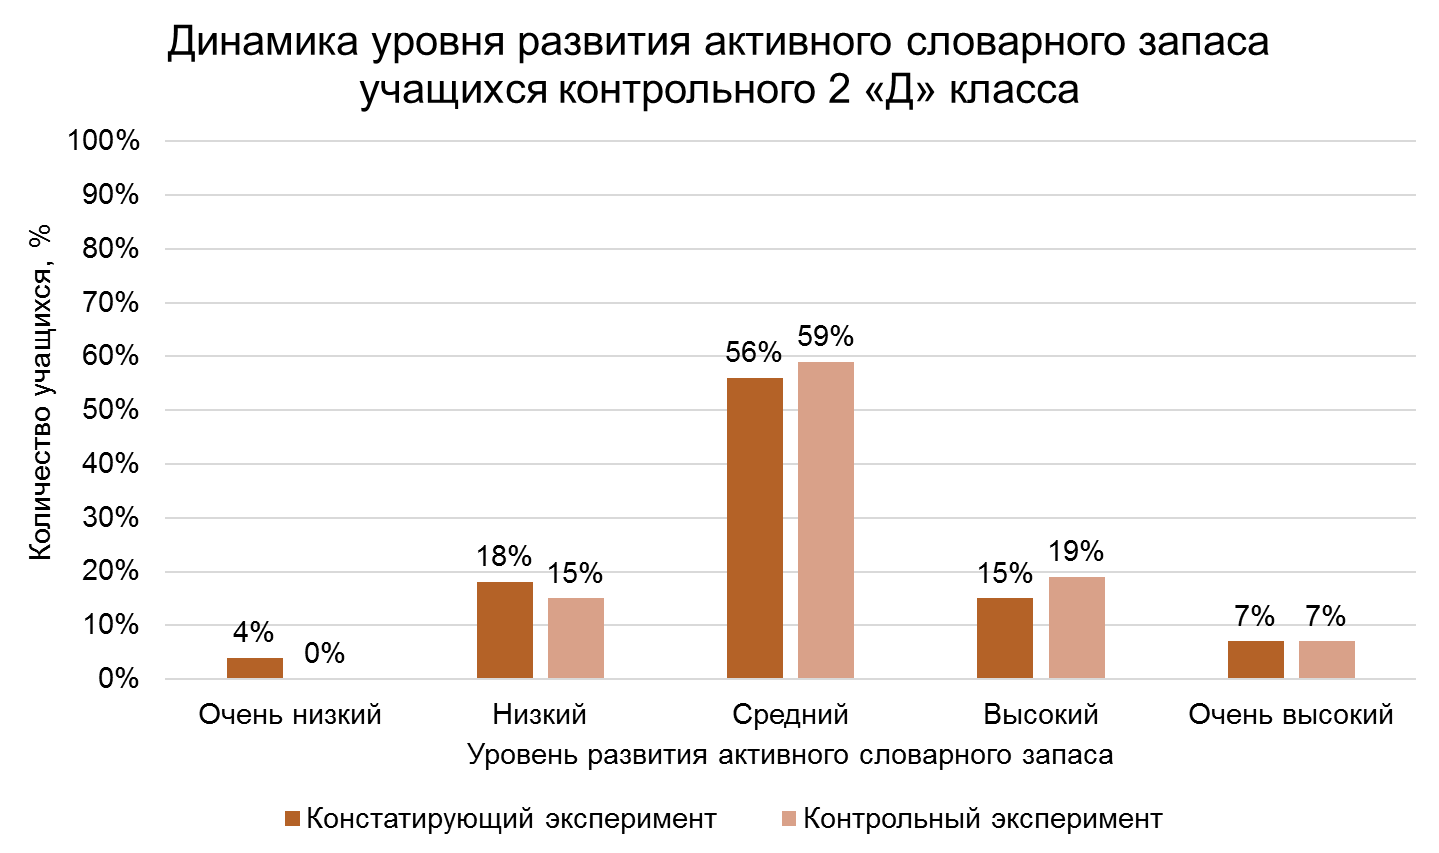 Динамика уровня развития активного словарного запаса
учащихся контрольного 2 «Д» класса
Количество учащихся, %
100%
90%
80%
70%
60%
50%
40%
30%
20%
10%
0%
4%
0%
18%
15%
56%
59%
15%
19%
7%
7%
Очень низкий
Низкий
Средний
Высокий
Очень высокий
Уровень развития активного словарного запаса
Констатирующий эксперимент
Контрольный эксперимент